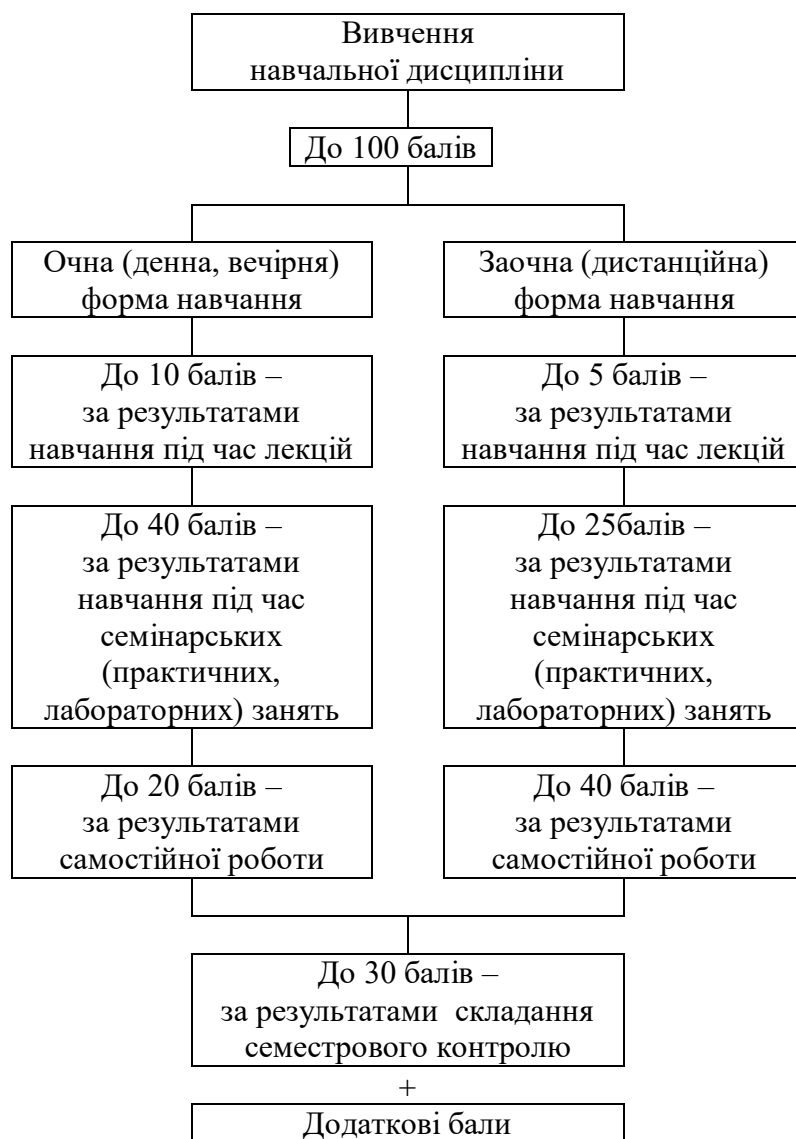 Вивчення
навчальної дисципліни
До 100 балів
Очна (денна, вечірня)
форма навчання
Заочна (дистанційна)
форма навчання
До 10 балів –
за результатами
навчання під час лекцій
До 5 балів –
за результатами
навчання під час лекцій
До 40 балів –
за результатами
навчання під час
семінарських
(практичних,
лабораторних) занять
До 25балів –
за результатами
навчання під час
семінарських
(практичних,
лабораторних) занять
До 20 балів –
за результатами
самостійної роботи
До 40 балів –
за результатами
самостійної роботи
До 30 балів –
за результатами складання
семестрового контролю
+
Додаткові бали